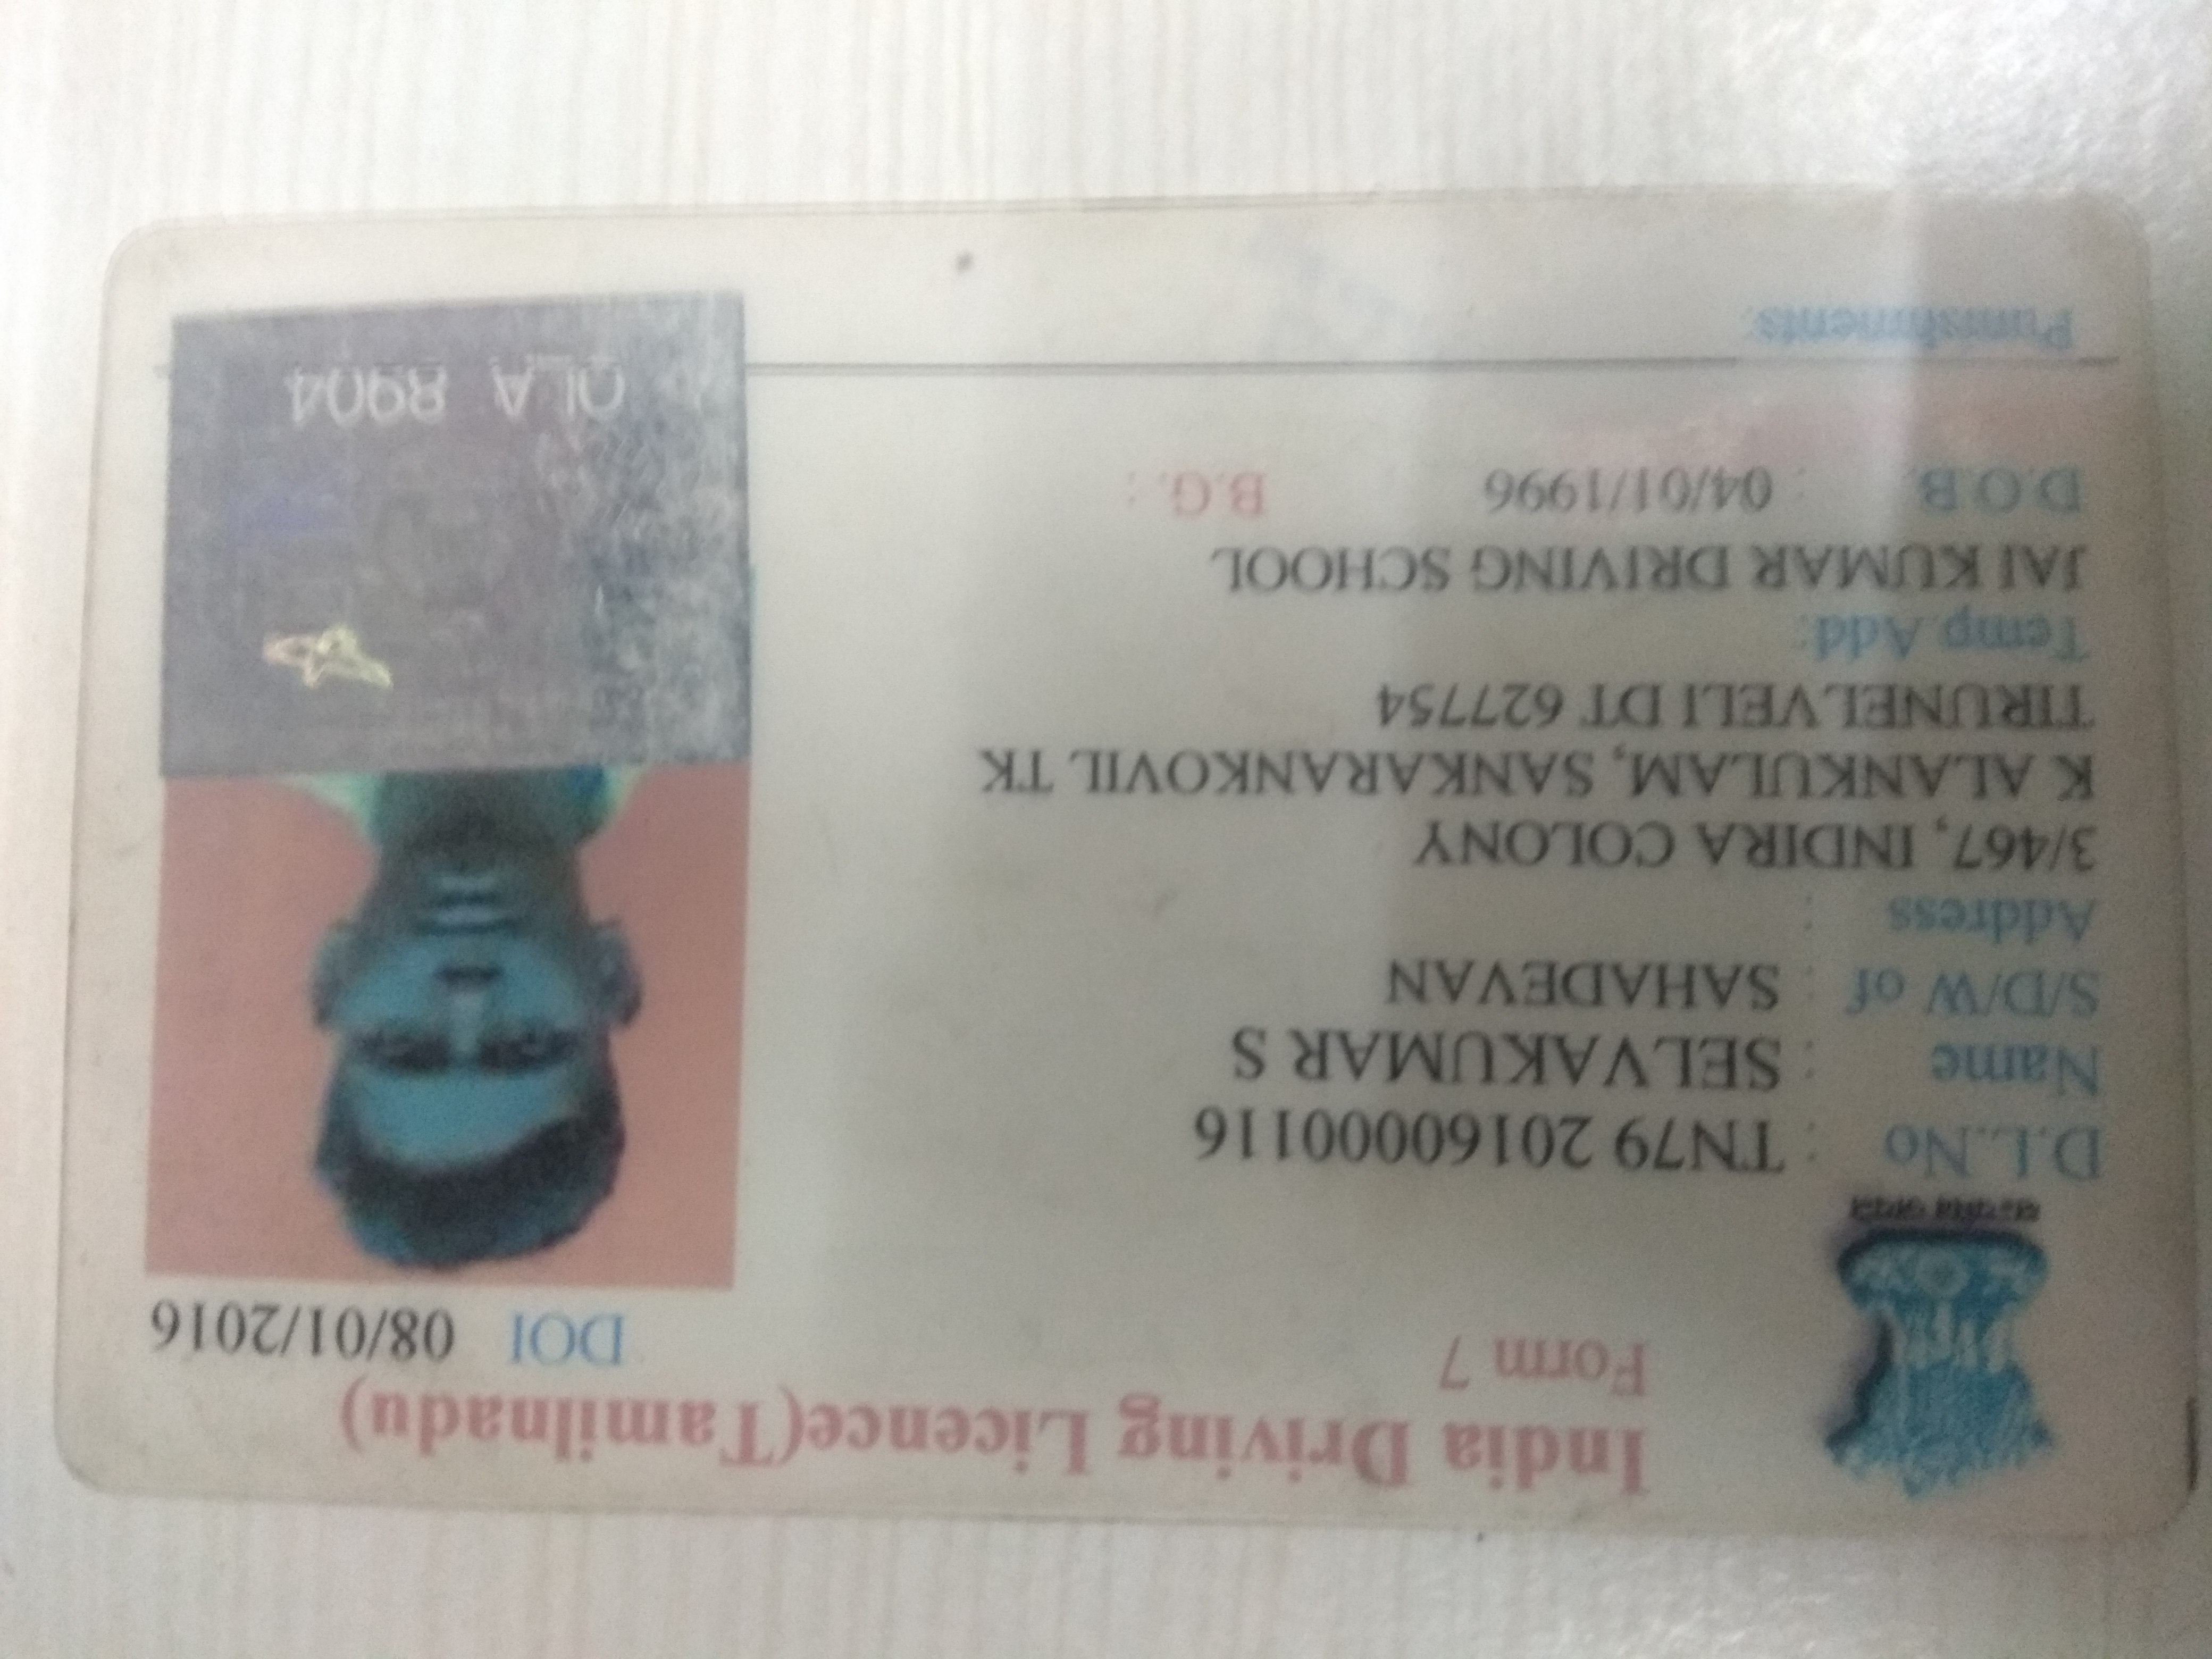 India Driving Licence(Tamilnadu)
Form 7
DOI 08/01/2016
D.L.No : TN79 20160000116
Name : SELVAKUMAR S
S/D/W of : SAHADEVAN
Address :
3/467, INDIRA COLONY
K ALANKULAM, SANKARANKOVIL TK
TIRUNELVELI DT 627754
Temp.Add:
JAI KUMAR DRIVING SCHOOL
D.O.B. : 04/01/1996 B.G. :
Punishments: